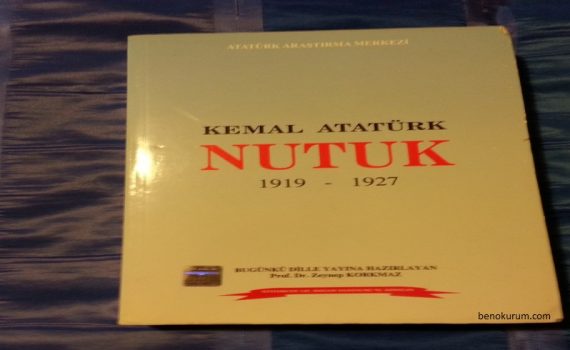 ATATÜRK ARAŞTIRMA MERKEZİ
KEMAL ATATÜRK
NUTUK
1919 - 1927
BUGÜNKÜ DİLLE YAYINA HAZIRLAYAN
Prof. Dr. Zeynep KORKMAZ
benokurum.com